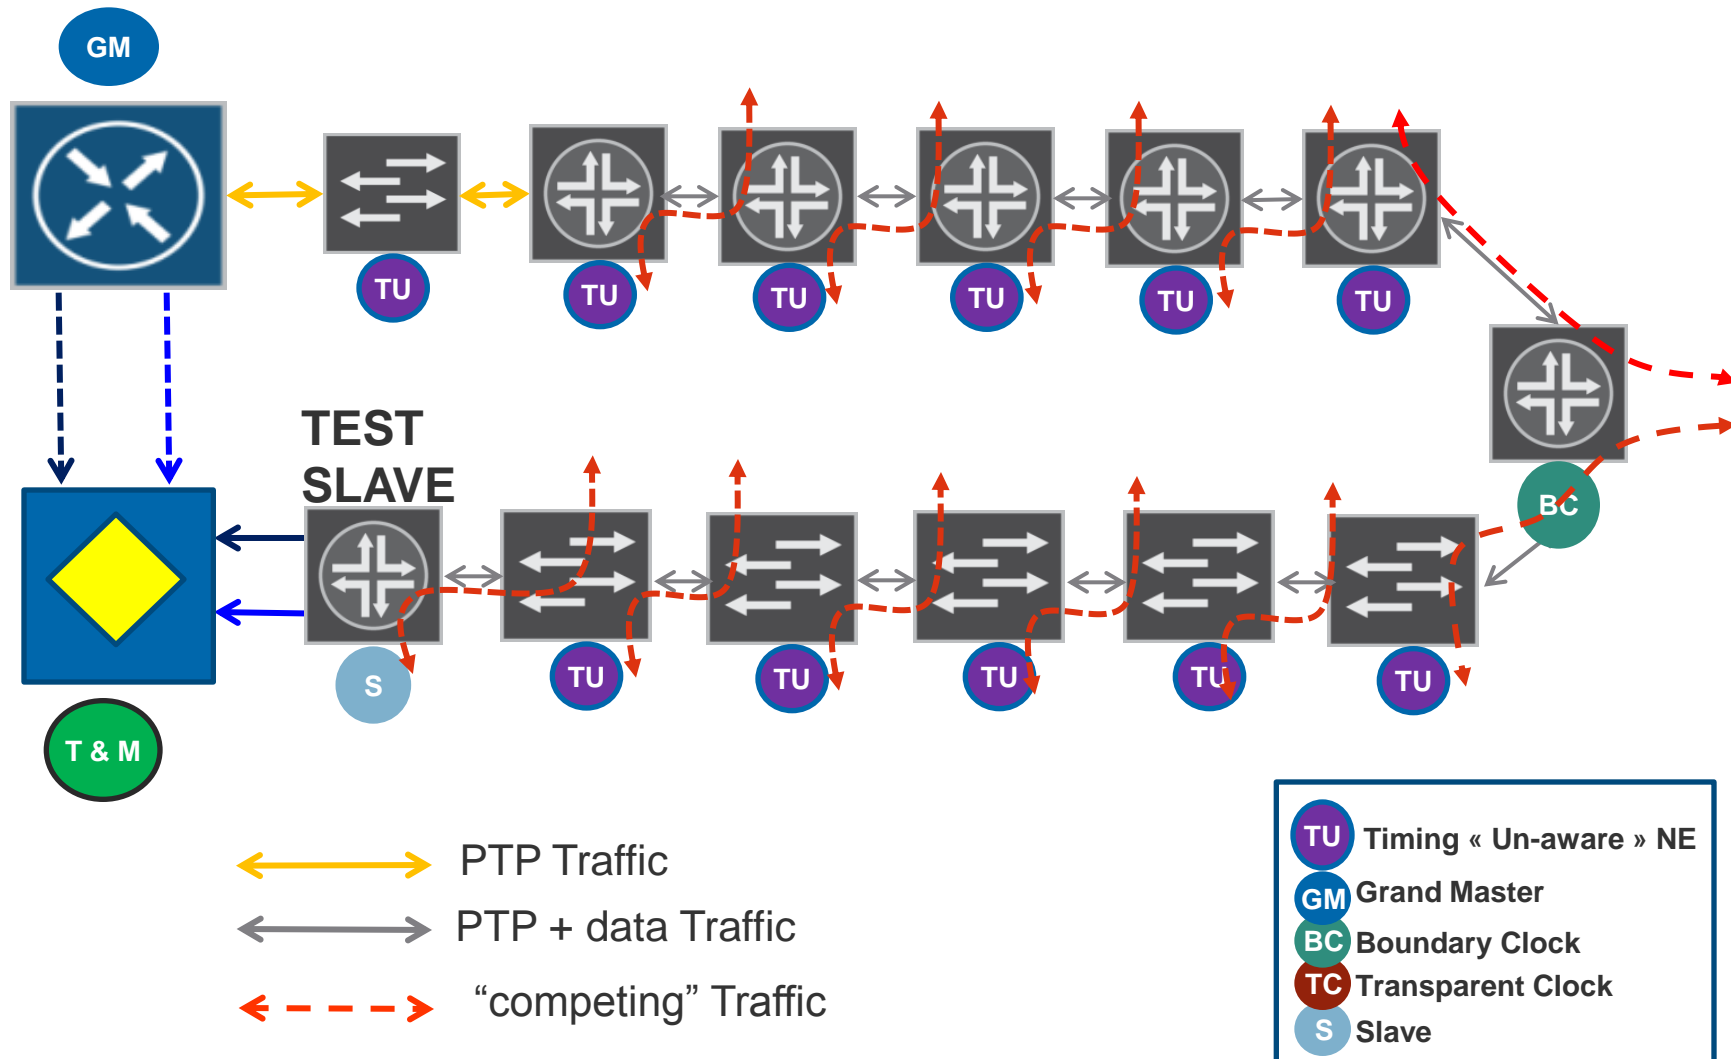 GM
TU
TU
TU
TU
TU
TU
TEST
SLAVE
BC
S
TU
TU
TU
TU
TU
T & M
PTP Traffic
PTP + data Traffic
“competing” Traffic
TU Timing « Un-aware » NE
GM Grand Master
BC Boundary Clock
TC Transparent Clock
S Slave